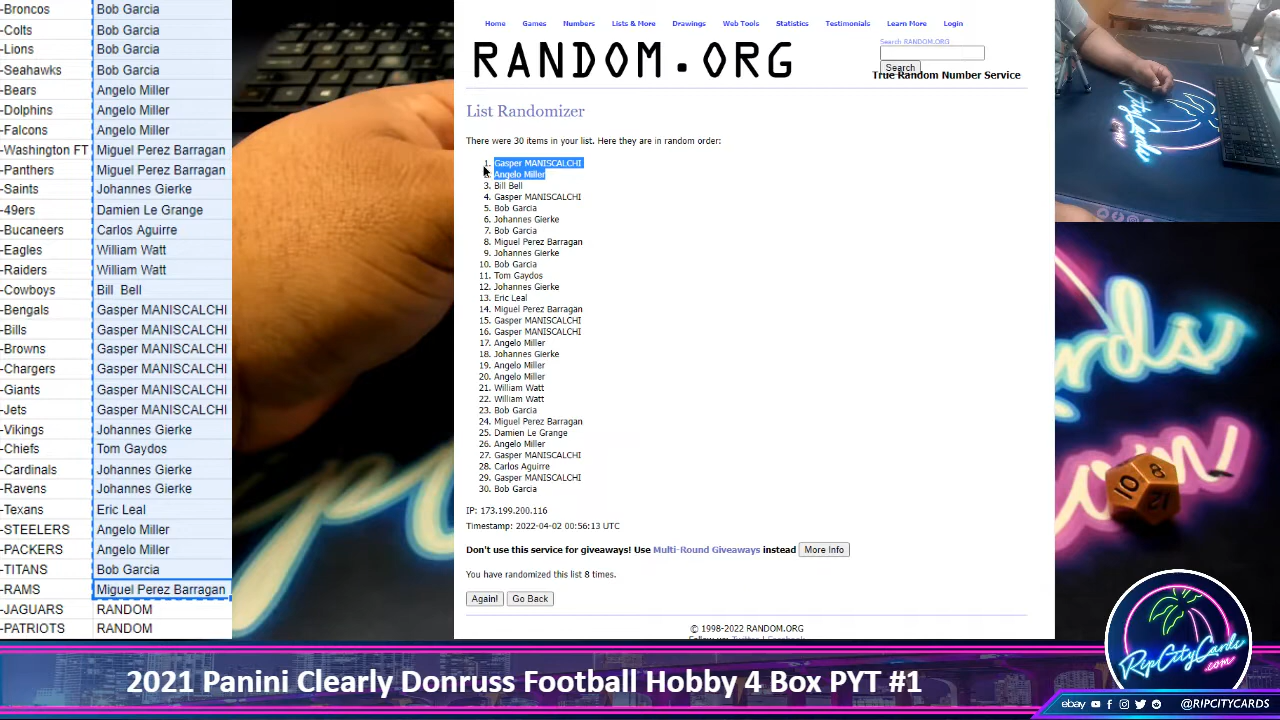 -Broncos Bob Garcia
-Colts Bob Garcia
-Lions Bob Garcia
-Seahawks Bob Garcia
-Bears Angelo Miller
-Dolphins Angelo Miller
-Falcons Angelo Miller
-Washington FT Miguel Perez Barragan
-Panthers Miguel Perez Barragan
-Saints Johannes Gierke
-49ers Damien Le Grange
-Bucaneers Carlos Aguirre
-Eagles William Watt
-Raiders William Watt
-Cowboys Bill Bell
-Bengals Gasper MANISCALCHI
-Bills Gasper MANISCALCHI
-Browns Gasper MANISCALCHI
-Chargers Gasper MANISCALCHI
-Giants Gasper MANISCALCHI
-Jets Gasper MANISCALCHI
-Vikings Johannes Gierke
-Chiefs Tom Gaydos
-Cardinals Johannes Gierke
-Ravens Johannes Gierke
-Texans Eric Leal
-STEELERS Angelo Miller
-PACKERS Angelo Miller
-TITANS Bob Garcia
-RAMS Miguel Perez Barragan
-JAGUARS RANDOM
-PATRIOTS RANDOM
Home Games Numbers Lists & More Drawings Web Tools Statistics Testimonials Learn More Login
RANDOM.ORG
Search RANDOM.ORG
Search
True Random Number Service
List Randomizer
There were 30 items in your list. Here they are in random order:
1. Gasper MANISCALCHI
2. Angelo Miller
3. Bill Bell
4. Gasper MANISCALCHI
5. Bob Garcia
6. Johannes Gierke
7. Bob Garcia
8. Miguel Perez Barragan
9. Johannes Gierke
10. Bob Garcia
11. Tom Gaydos
12. Johannes Gierke
13. Eric Leal
14. Miguel Perez Barragan
15. Gasper MANISCALCHI
16. Gasper MANISCALCHI
17. Angelo Miller
18. Johannes Gierke
19. Angelo Miller
20. Angelo Miller
21. William Watt
22. William Watt
23. Bob Garcia
24. Miguel Perez Barragan
25. Damien Le Grange
26. Angelo Miller
27. Gasper MANISCALCHI
28. Carlos Aguirre
29. Gasper MANISCALCHI
30. Bob Garcia
IP: 173.199.200.116
Timestamp: 2022-04-02 00:56:13 UTC
Don't use this service for giveaways! Use Multi-Round Giveaways instead More Info
You have randomized this list 8 times.
Again! Go Back
© 1998-2022 RANDOM.ORG
10
8
2021 Panini Clearly Donruss Football Hobby 4 Box PYT #1
RipCityCards
.com
ebay @RIPCITYCARDS